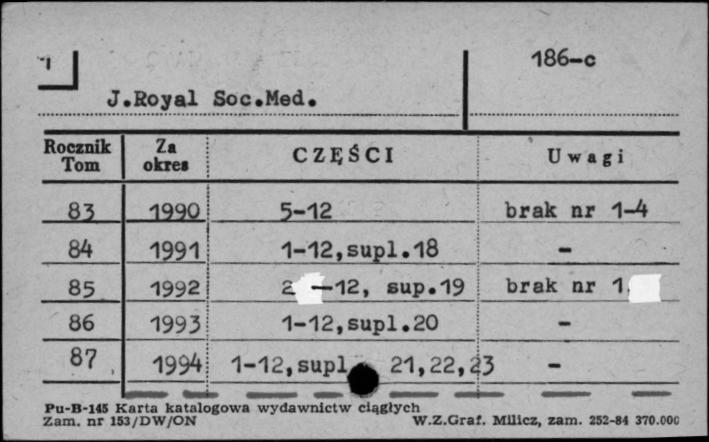 186-c
J.Royal Soc.Med.
Rocznik Tom Za okres CZĘŚCI Uwagi
83 1990 5-12 brak nr 1-4
84 1991 1-12,supl.18 -
85 1992 2 -12, sup.19 brak nr 1
86 1993 1-12,supl.20 -
87 1994 1-12,supl 21,22,23 -
Pu-B-145 Karta katalogowa wydawnictw ciągłych
Zam. nr 153/DW/ON W.Z.Graf. Milicz, zam. 252-84 370.000